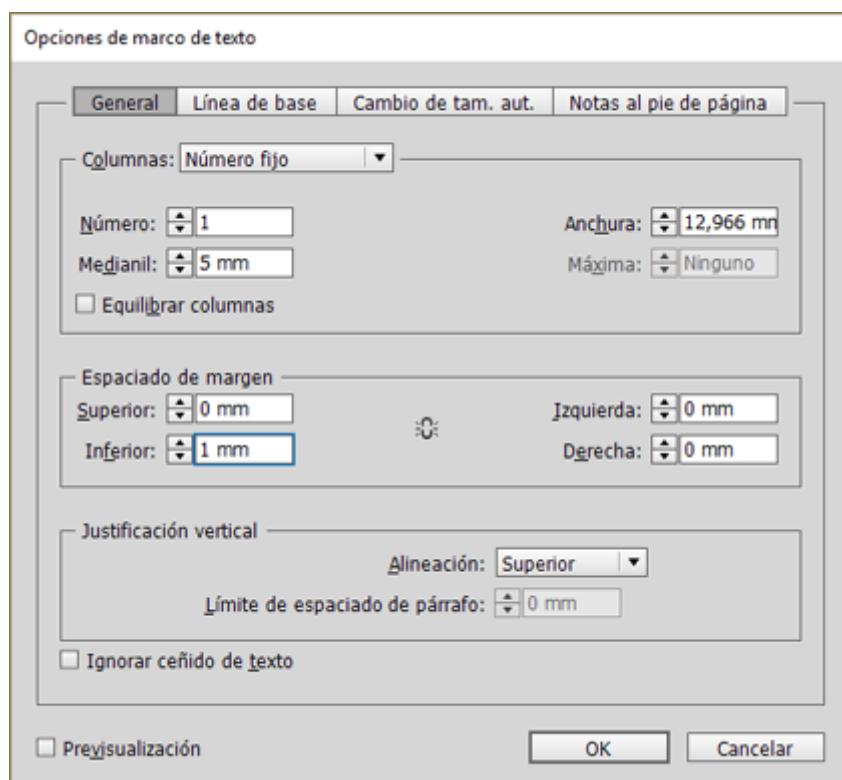 Opciones de marco de texto
General Línea de base Cambio de tam. aut. Notas al pie de página
Columnas: Número fijo
Número: 1 Anchura: 12,966 mm
Medianil: 5 mm Máxima: Ninguno
Equilibrar columnas
Espaciado de margen
Superior: 0 mm Izquierda: 0 mm
Inferior: 1 mm Derecha: 0 mm
Justificación vertical
Alineación: Superior
Límite de espaciado de párrafo: 0 mm
Ignorar ceñido de texto
Previsualización OK Cancelar